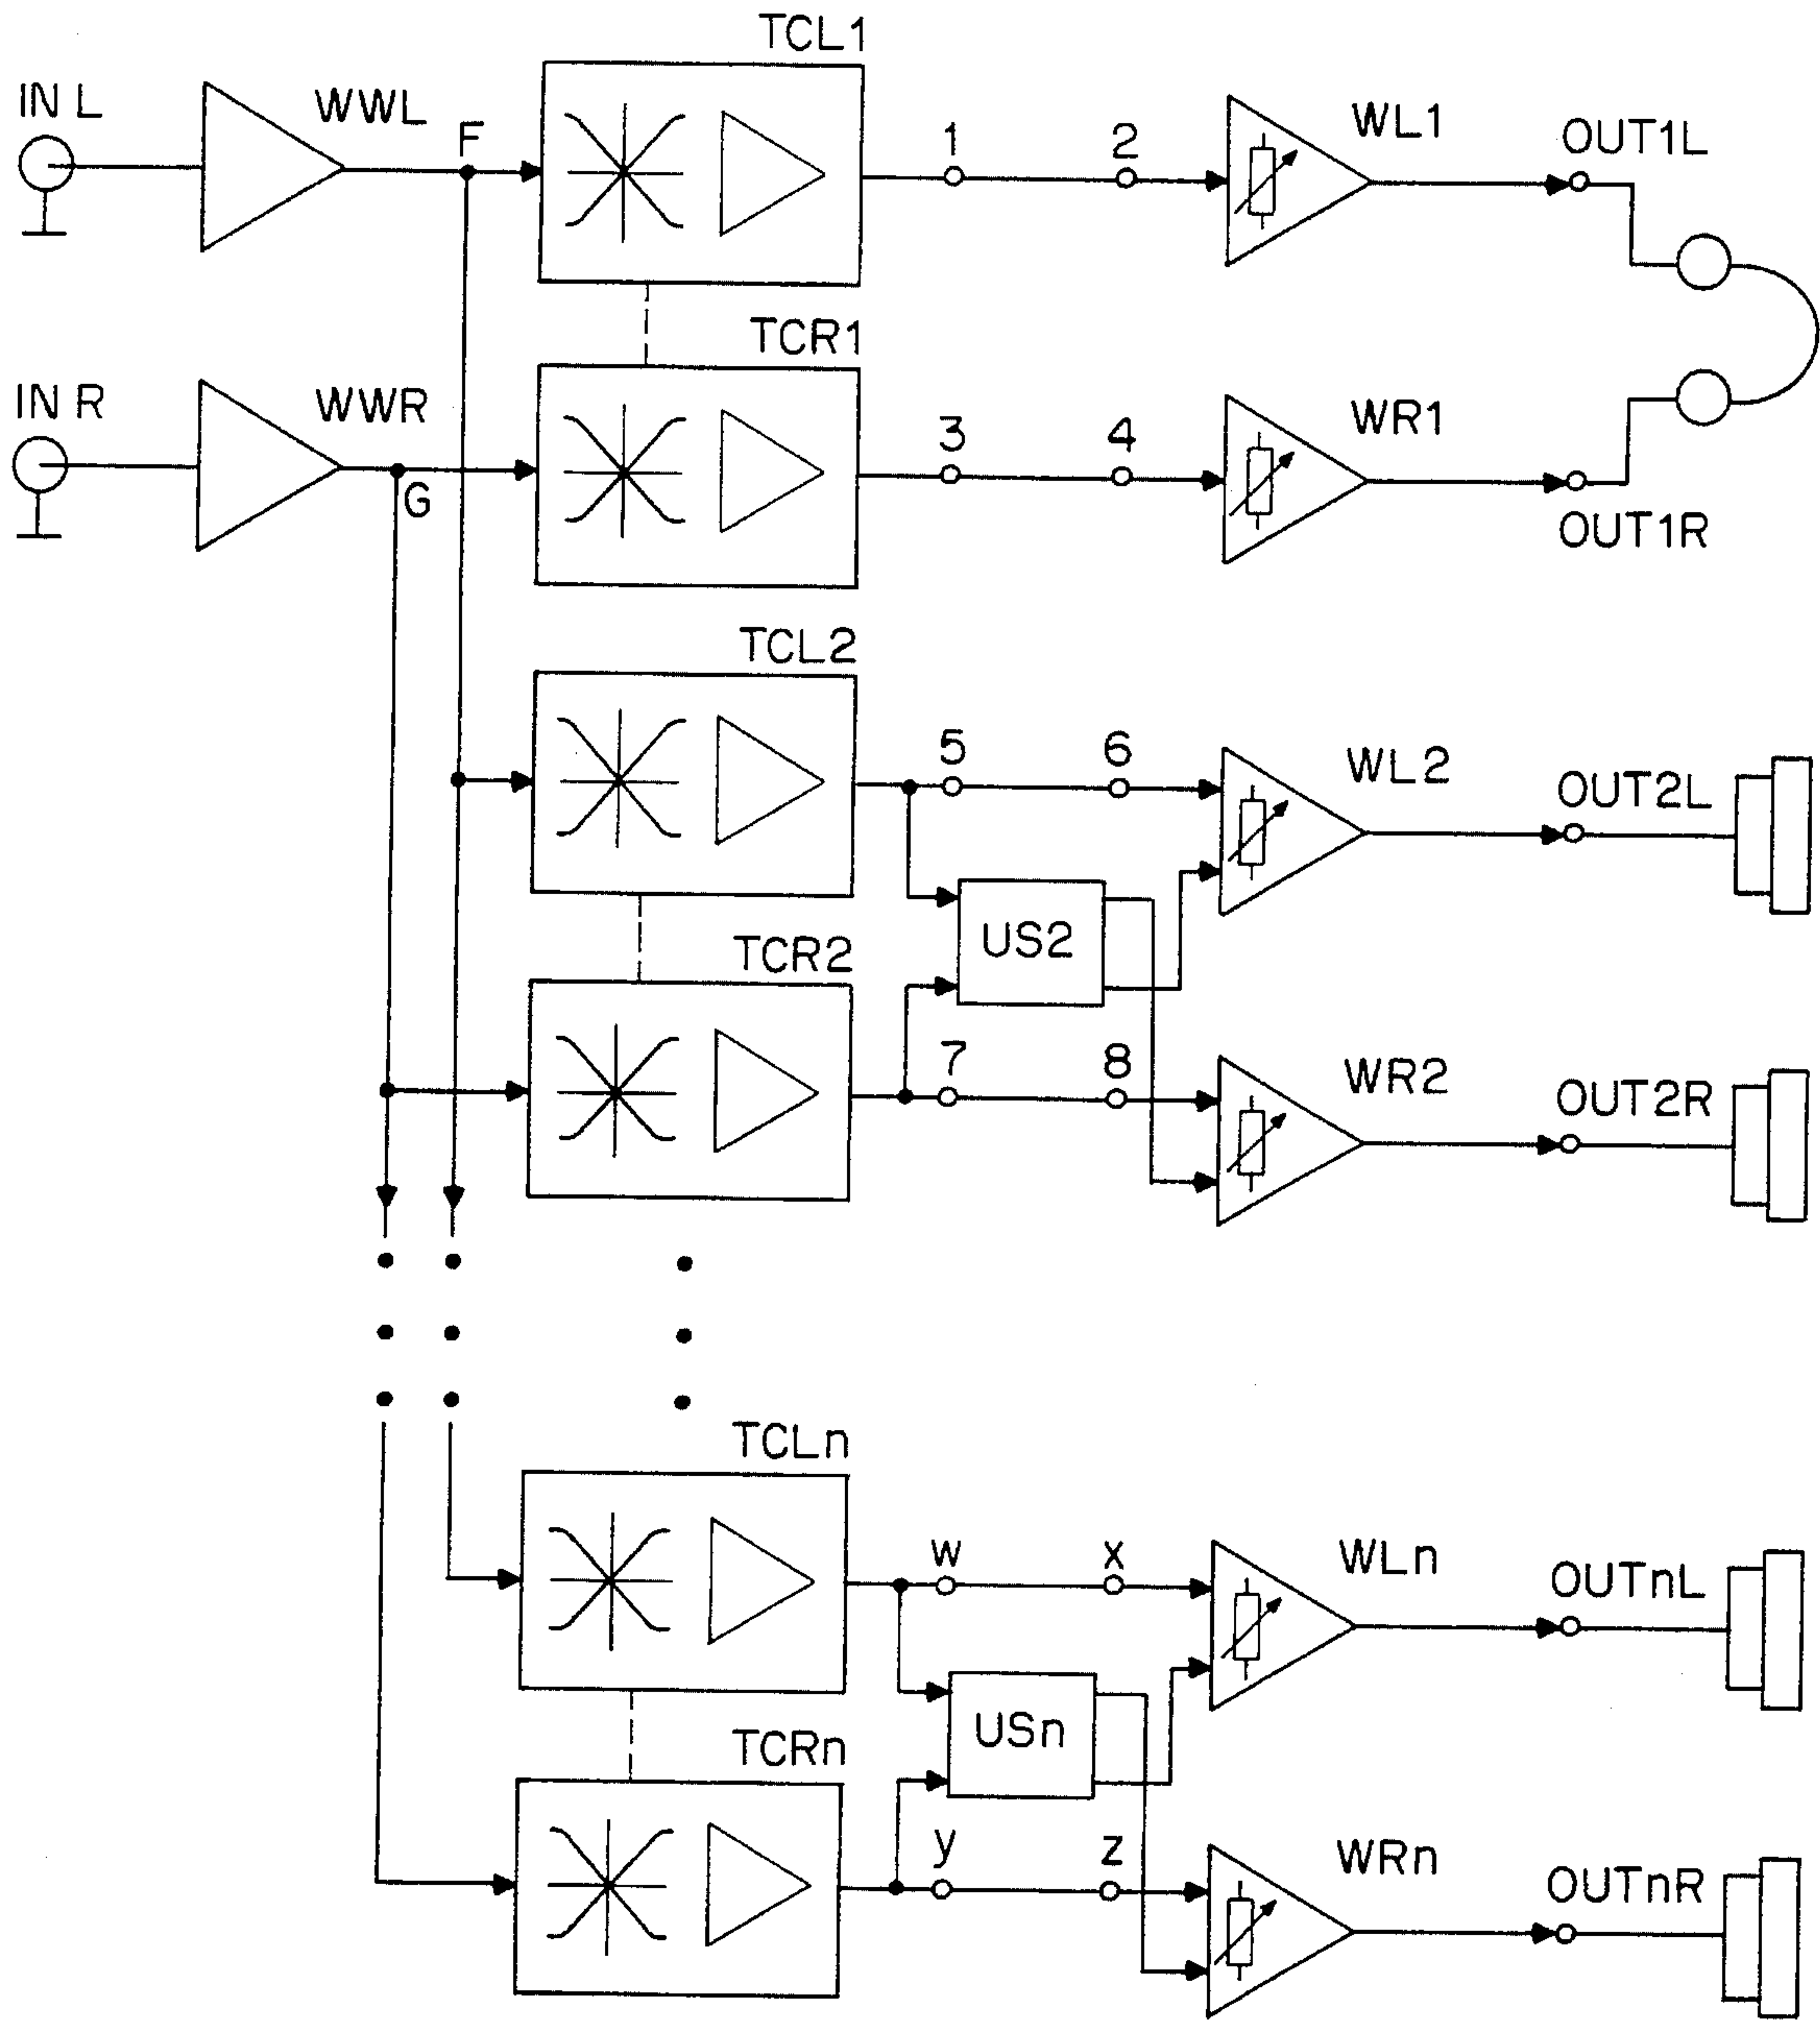 TCL1
IN L
WWL
F
1
2
WL1
OUT1L
TCR1
IN R
WWR
G
3
4
WR1
OUT1R
TCL2
5
6
WL2
OUT2L
US2
TCR2
7
8
WR2
OUT2R
TCLn
w
x
WLn
OUTnL
USn
TCRn
y
z
WRn
OUTnR